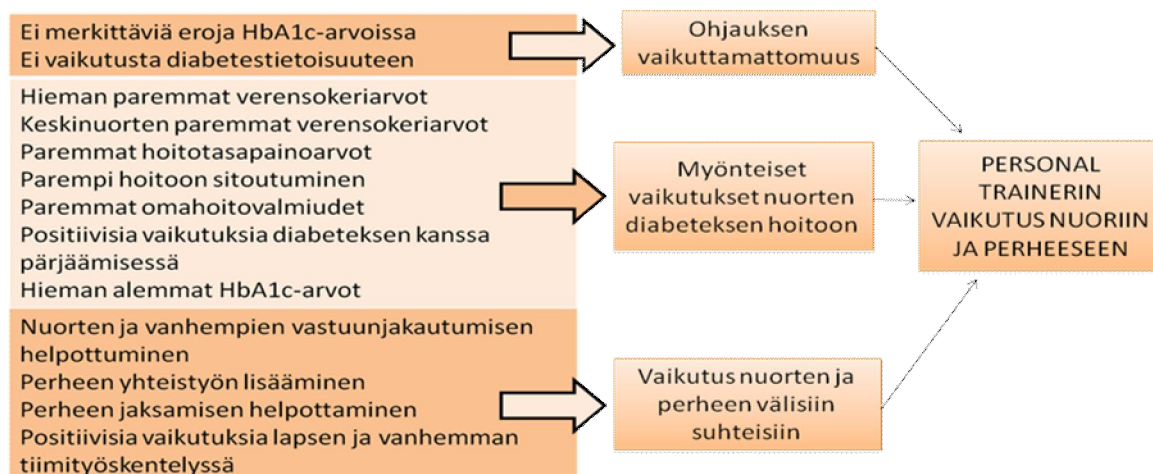 Ei merkittäviä eroja HbA1c-arvoissa
Ei vaikutusta diabetestietoisuuteen
Hieman paremmat verensokeriarvot
Keskinuorten paremmat verensokeriarvot
Paremmat hoitotasapainoarvot
Parempi hoitoon sitoutuminen
Paremmat omahoitovalmiudet
Positiivisia vaikutuksia diabeteksen kanssa
pärjäämisessä
Hieman alemmat HbA1c-arvot
Nuorten ja vanhempien vastuunjakautumisen
helpottuminen
Perheen yhteistyön lisääminen
Perheen jaksamisen helpottaminen
Positiivisia vaikutuksia lapsen ja vanhemman
tiimityöskentelyssä
Ohjauksen
vaikuttamattomuus
Myönteiset
vaikutukset nuorten
diabeteksen hoitoon
Vaikutus nuorten ja
perheen välisiin
suhteisiin
PERSONAL
TRAINERIN
VAIKUTUS NUORIIN
JA PERHEESEEN